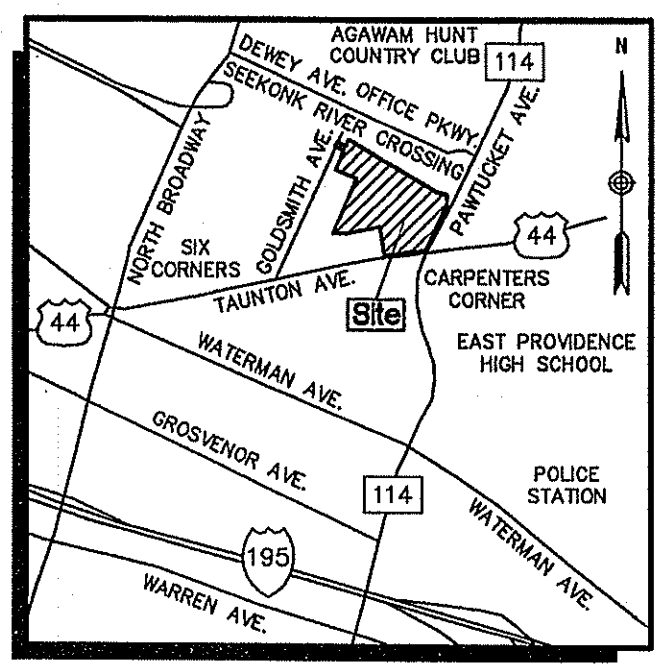 AGAWAM HUNT
COUNTRY CLUB
114
N
DEWEY AVE. OFFICE PKWY.
SEEKONK RIVER CROSSING
PAWTUCKET AVE.
NORTH BROADWAY
GOLDSMITH AVE.
44
SIX
CORNERS
TAUNTON AVE.
CARPENTERS
CORNER
Site
44
EAST PROVIDENCE
HIGH SCHOOL
WATERMAN AVE.
GROSVENOR AVE.
114
POLICE
STATION
WATERMAN AVE.
195
WARREN AVE.